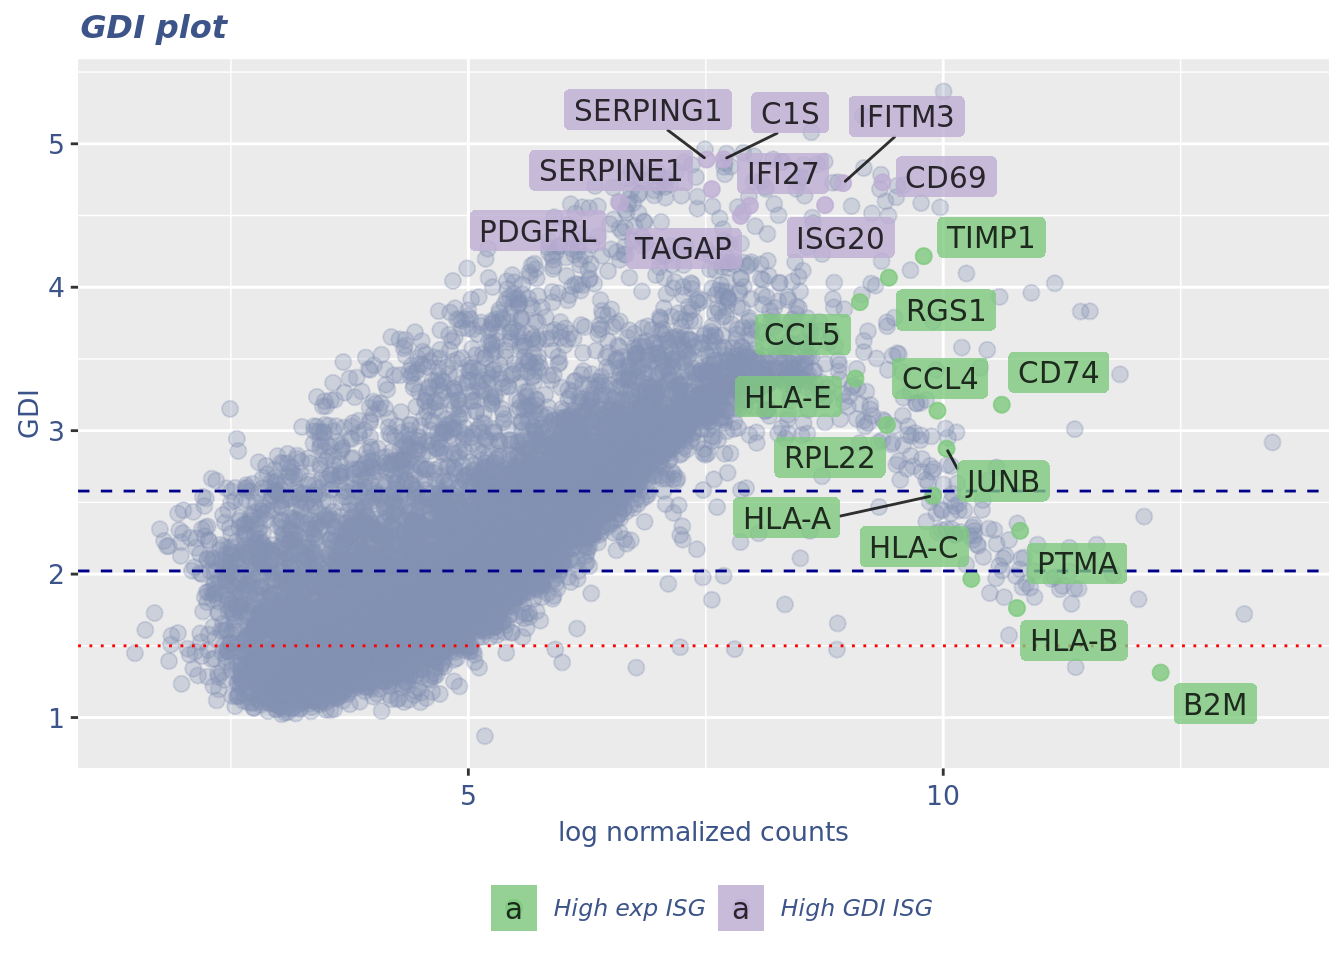 GDI plot
SERPING1
C1S
IFITM3
SERPINE1
IFI27
CD69
PDGFRL
TAGAP
ISG20
TIMP1
RGS1
CCL5
CCL4
CD74
HLA-E
RPL22
JUNB
HLA-A
HLA-C
PTMA
HLA-B
B2M
5
4
3
2
1
GDI
5
10
log normalized counts
a High exp ISG a High GDI ISG